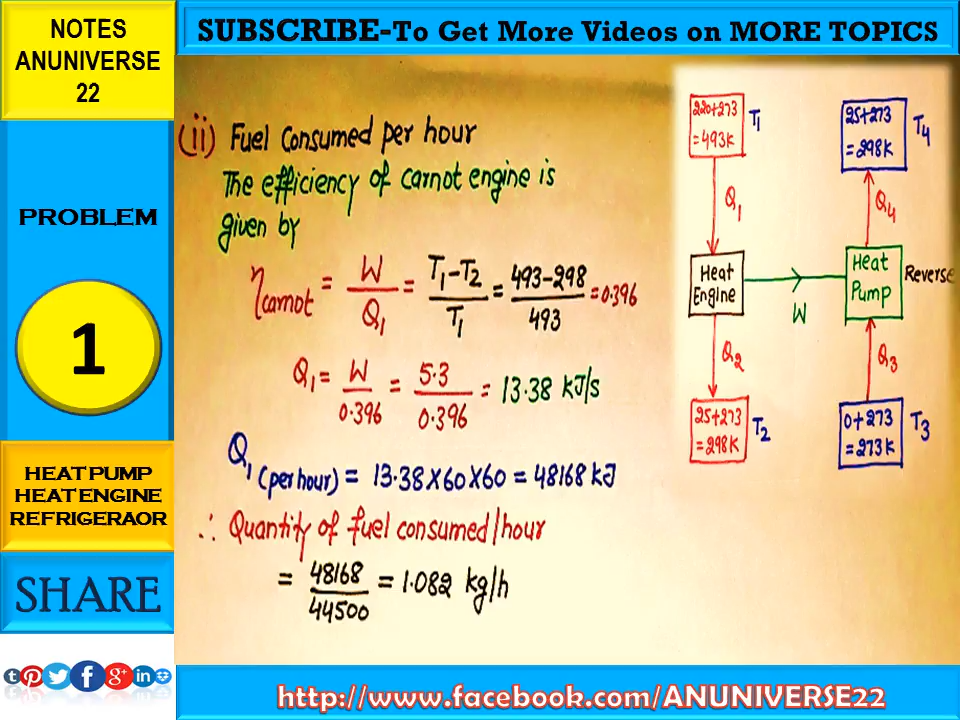 NOTES
ANUNIVERSE
22
SUBSCRIBE-To Get More Videos on MORE TOPICS
PROBLEM
1
HEAT PUMP
HEAT ENGINE
REFRIGERAOR
SHARE
(ii) Fuel Consumed per hour
The efficiency of carnot engine is
given by
η carnot = W/Q1 = T1-T2/T1 = 493-298/493 = 0.396
Q1 = W/0.396 = 5.3/0.396 = 13.38 kJ/s
Q1 (per hour) = 13.38X60X60 = 48168 kJ
∴ Quantity of fuel consumed/hour
= 48168/44500 = 1.082 kg/h
220+273
=493K
T1
25+273
=298K
T4
Q1
Q4
Heat
Engine
W
Heat
Pump
Reverse
Q2
Q3
25+273
=298K
T2
0+273
=273K
T3
t
f
g+
in
http://www.facebook.com/ANUNIVERSE22